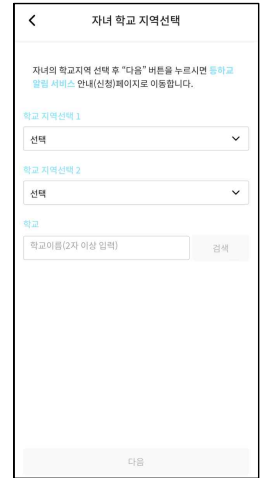 자녀 학교 지역선택
자녀의 학교지역 선택 후 “다음” 버튼을 누르시면 등하교
알림 서비스 안내(신청)페이지로 이동합니다.
학교 지역선택 1
선택
학교 지역선택 2
선택
학교
학교이름(2자 이상 입력)
검색
다음